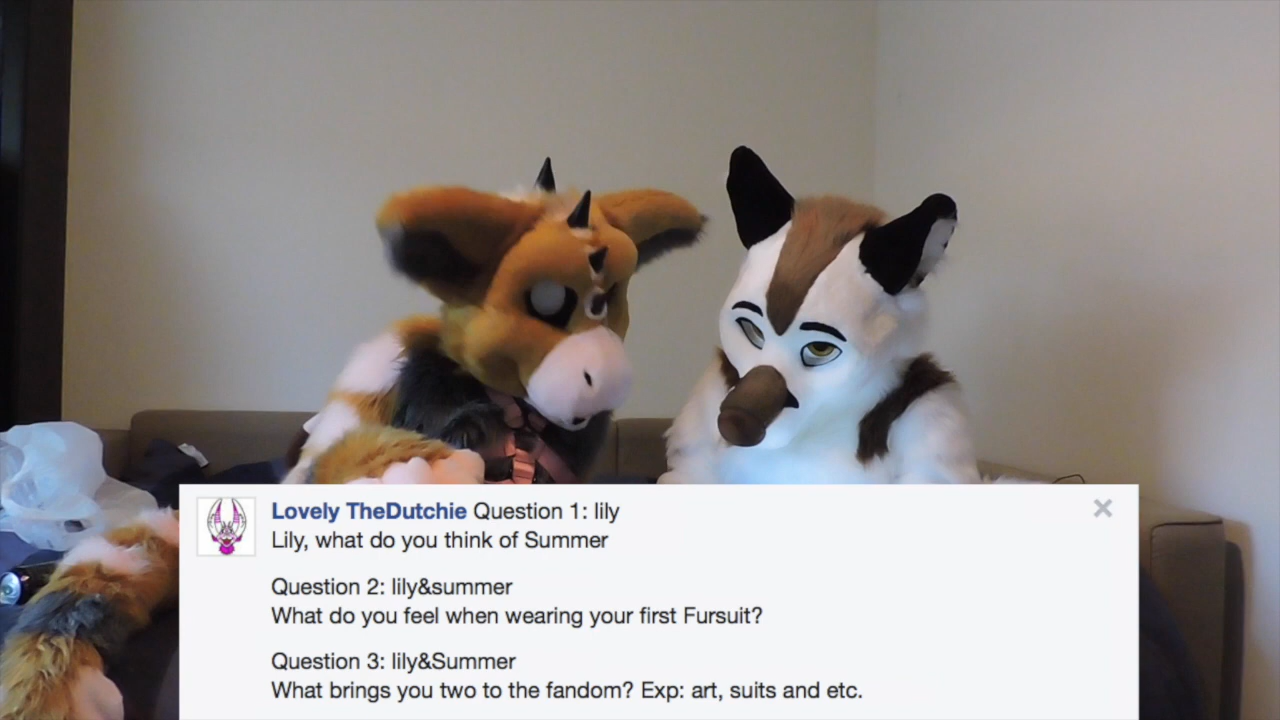 Lovely TheDutchie Question 1: lily
Lily, what do you think of Summer
Question 2: lily&summer
What do you feel when wearing your first Fursuit?
Question 3: lily&Summer
What brings you two to the fandom? Exp: art, suits and etc.